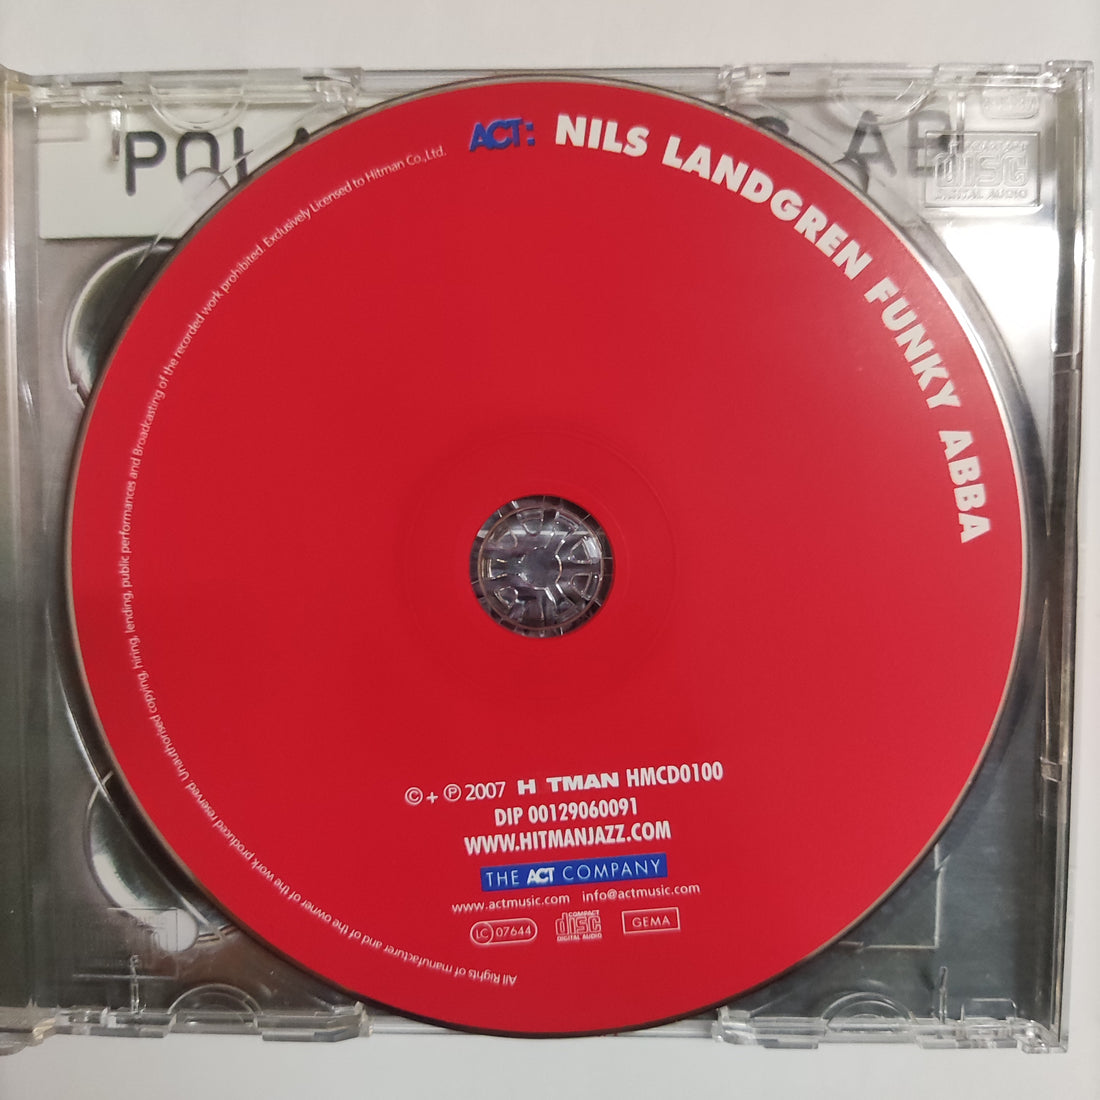 ACT: NILS LANDGREN FUNKY ABBA
All Rights of manufacturer and of the owner of the work produced reserved. Unauthorised copying, hiring, lending, public performances and Broadcasting of the recorded work prohibited. Exclusively Licensed to Hitman Co.,Ltd.
© + ℗ 2007 H TMAN HMCD0100
DIP 00129060091
WWW.HITMANJAZZ.COM
THE ACT COMPANY
www.actmusic.com info@actmusic.com
LC 07644 COMPACT disc DIGITAL AUDIO GEMA
AB
COMPACT
disc
DIGITAL AUDIO